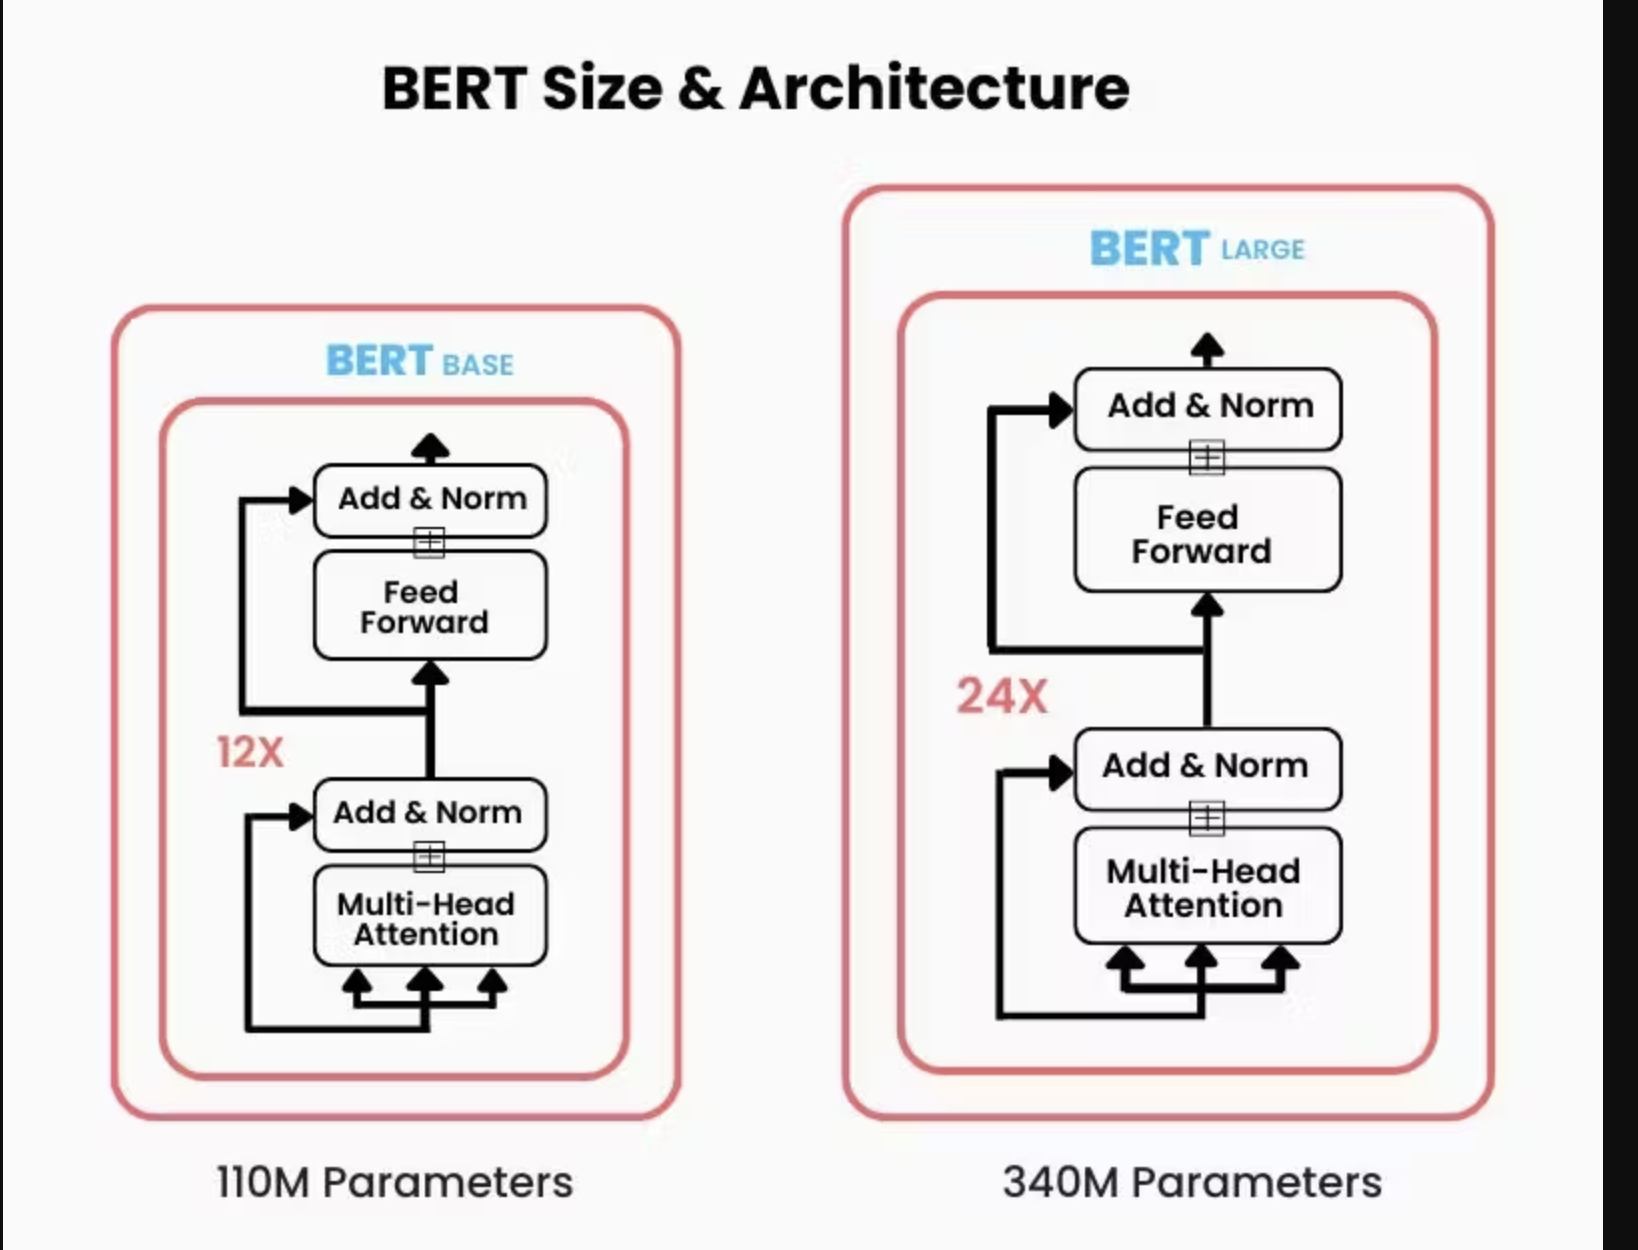 BERT Size & Architecture
BERT BASE
Add & Norm
Feed
Forward
12X
Add & Norm
Multi-Head
Attention
110M Parameters
BERT LARGE
Add & Norm
Feed
Forward
24X
Add & Norm
Multi-Head
Attention
340M Parameters